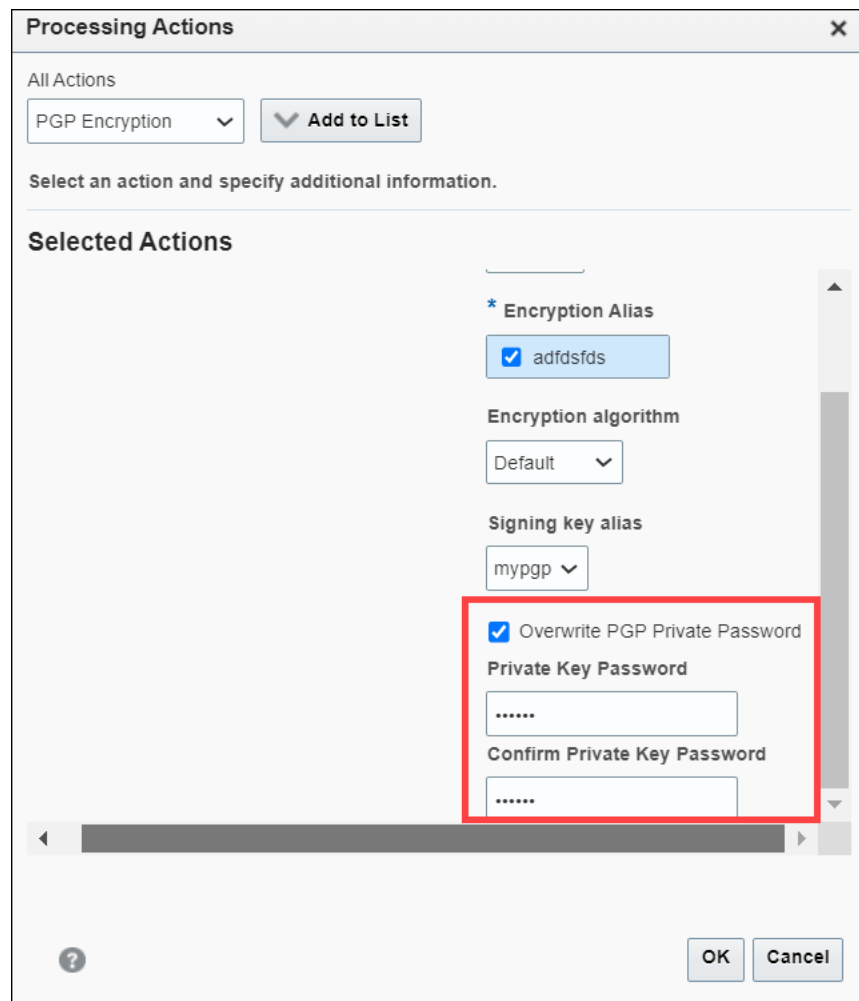 Processing Actions
All Actions
PGP Encryption
Add to List
Select an action and specify additional information.
Selected Actions
* Encryption Alias
adfdsfds
Encryption algorithm
Default
Signing key alias
mypgp
Overwrite PGP Private Password
Private Key Password
••••••
Confirm Private Key Password
••••••
?
OK Cancel